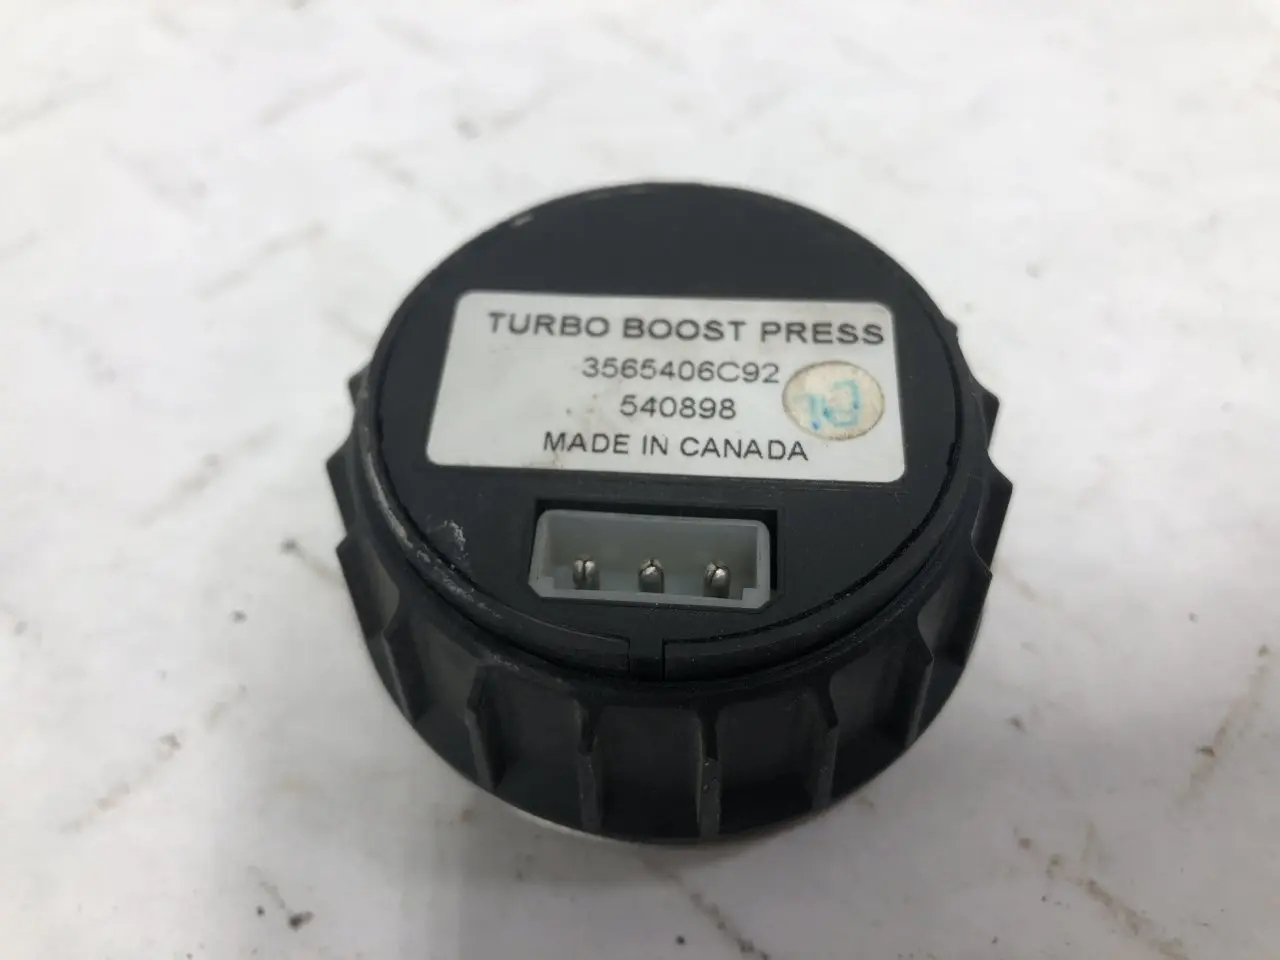 TURBO BOOST PRESS
3565406C92
540898
MADE IN CANADA